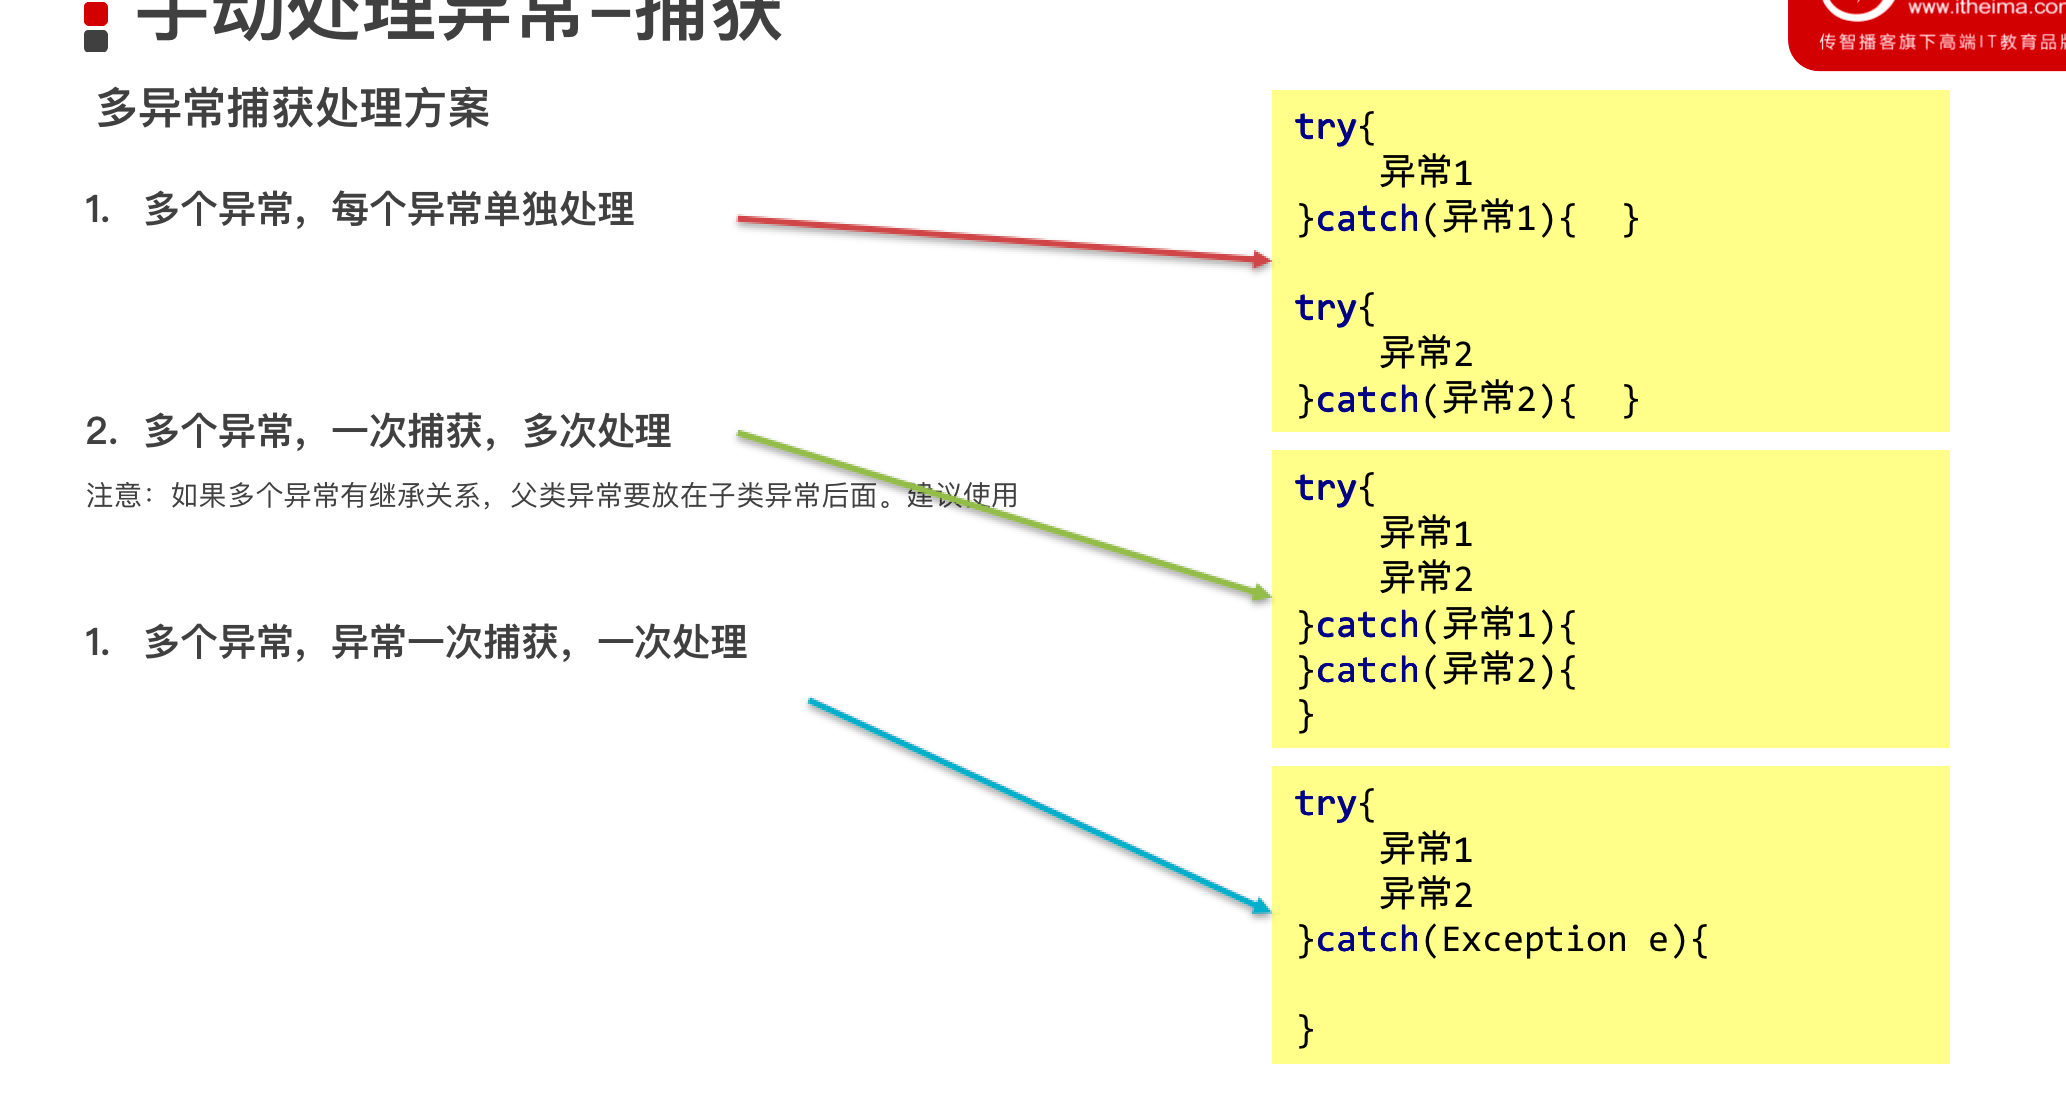 手动处理异常-捕获
www.itheima.com
传智播客旗下高端IT教育品牌
多异常捕获处理方案
1. 多个异常，每个异常单独处理
2. 多个异常，一次捕获，多次处理
注意：如果多个异常有继承关系，父类异常要放在子类异常后面。建议使用
1. 多个异常，异常一次捕获，一次处理
try{
异常1
}catch(异常1){ }
try{
异常2
}catch(异常2){ }
try{
异常1
异常2
}catch(异常1){
}catch(异常2){
}
try{
异常1
异常2
}catch(Exception e){
}